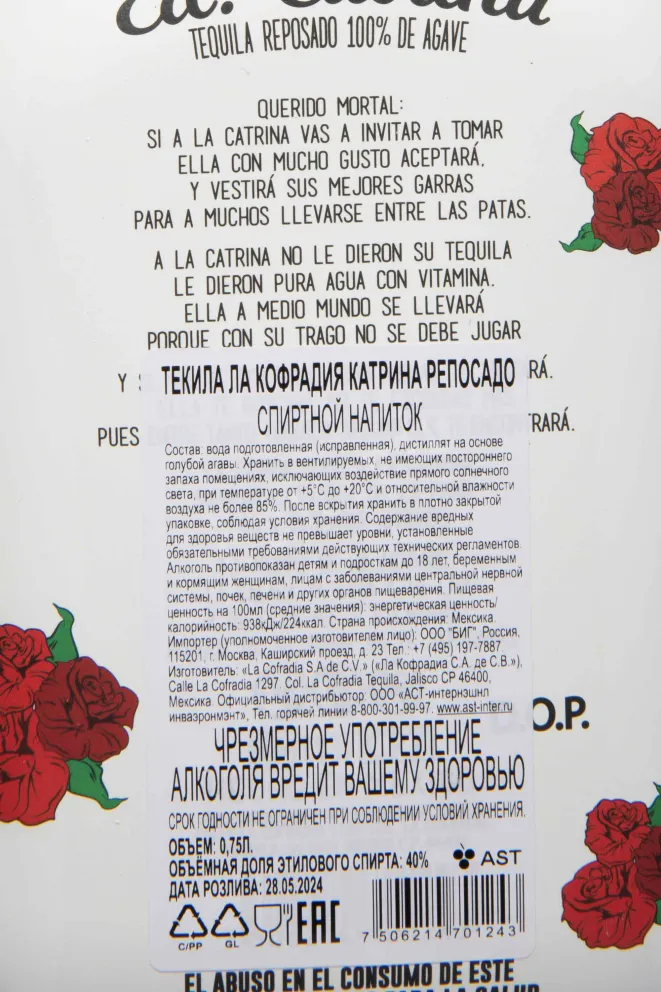 Ed. Catrina
TEQUILA REPOSADO 100% DE AGAVE
QUERIDO MORTAL:
SI A LA CATRINA VAS A INVITAR A TOMAR
ELLA CON MUCHO GUSTO ACEPTARÁ,
Y VESTIRÁ SUS MEJORES GARRAS
PARA A MUCHOS LLEVARSE ENTRE LAS PATAS.
A LA CATRINA NO LE DIERON SU TEQUILA
LE DIERON PURA AGUA CON VITAMINA.
ELLA A MEDIO MUNDO SE LLEVARÁ
PORQUE CON SU TRAGO NO SE DEBE JUGAR
Y
RÁ.
PUES
TRARÁ.
ТЕКИЛА ЛА КОФРАДИЯ КАТРИНА РЕПОСАДО
СПИРТНОЙ НАПИТОК
Состав: вода подготовленная (исправленная), дистиллят на основе
голубой агавы. Хранить в вентилируемых, не имеющих постороннего
запаха помещениях, исключающих воздействие прямого солнечного
света, при температуре от +5°C до +20°C и относительной влажности
воздуха не более 85%. После вскрытия хранить в плотно закрытой
упаковке, соблюдая условия хранения. Содержание вредных
для здоровья веществ не превышает уровни, установленные
обязательными требованиями действующих технических регламентов.
Алкоголь противопоказан детям и подросткам до 18 лет, беременным
и кормящим женщинам, лицам с заболеваниями центральной нервной
системы, почек, печени и других органов пищеварения. Пищевая
ценность на 100мл (средние значения): энергетическая ценность/
калорийность: 938кДж/224ккал. Страна происхождения: Мексика.
Импортер (уполномоченное изготовителем лицо): ООО "БИГ", Россия,
115201, г. Москва, Каширский проезд, д. 23 Тел.: +7 (495) 197-7887.
Изготовитель: «La Cofradia S.A de C.V.» («Ла Кофрадиа С.А. де С.В.»),
Calle La Cofradia 1297. Col. La Cofradia Tequila, Jalisco CP 46400,
Мексика. Официальный дистрибьютор: ООО «АСТ-интернэшнл
инваэронмэнт», Тел. горячей линии 8-800-301-99-97. www.ast-inter.ru
O.P.
ЧРЕЗМЕРНОЕ УПОТРЕБЛЕНИЕ
АЛКОГОЛЯ ВРЕДИТ ВАШЕМУ ЗДОРОВЬЮ
СРОК ГОДНОСТИ НЕ ОГРАНИЧЕН ПРИ СОБЛЮДЕНИИ УСЛОВИЙ ХРАНЕНИЯ.
ОБЪЕМ: 0,75Л.
ОБЪЁМНАЯ ДОЛЯ ЭТИЛОВОГО СПИРТА: 40%
ДАТА РОЗЛИВА: 28.05.2024
AST
C/PP
GL
EAC
7 506214 701243
EL ABUSO EN EL CONSUMO DE ESTE